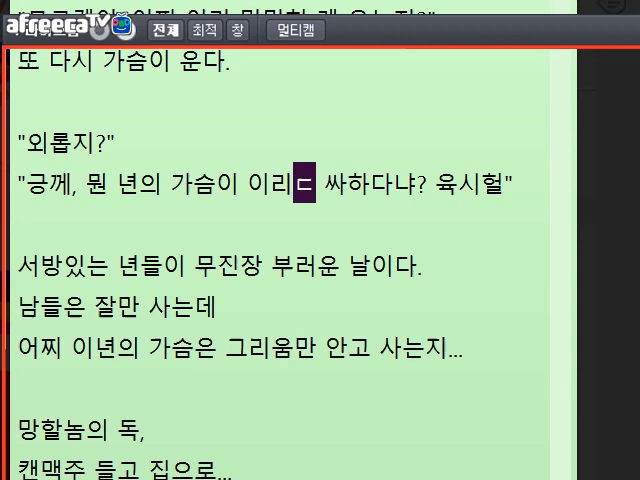 afreecaTV
전체 최적 창 멀티캠
또 다시 가슴이 운다.
"외롭지?"
"긍께, 뭔 년의 가슴이 이리ㄷ 싸하다냐? 육시헐"
서방있는 년들이 무진장 부러운 날이다.
남들은 잘만 사는데
어찌 이년의 가슴은 그리움만 안고 사는지...
망할놈의 독,
캔맥주 들고 집으로...